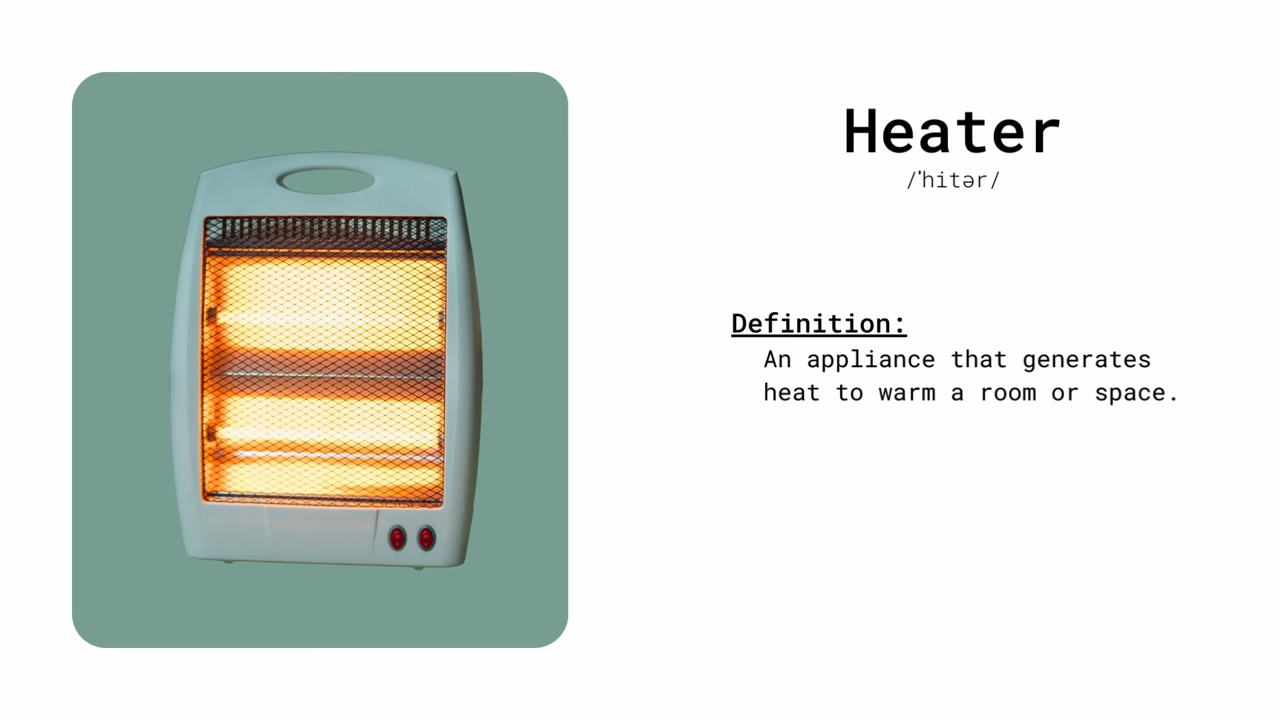 Heater
/ˈhitər/
Definition:
An appliance that generates
heat to warm a room or space.